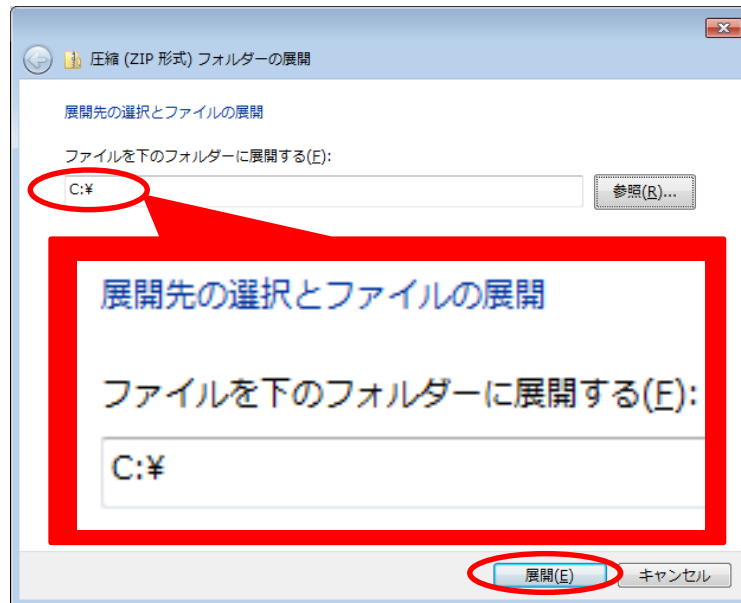 圧縮 (ZIP 形式) フォルダーの展開
展開先の選択とファイルの展開
ファイルを下のフォルダーに展開する(F):
C:¥
参照(R)...
展開先の選択とファイルの展開
ファイルを下のフォルダーに展開する(F):
C:¥
展開(E)
キャンセル